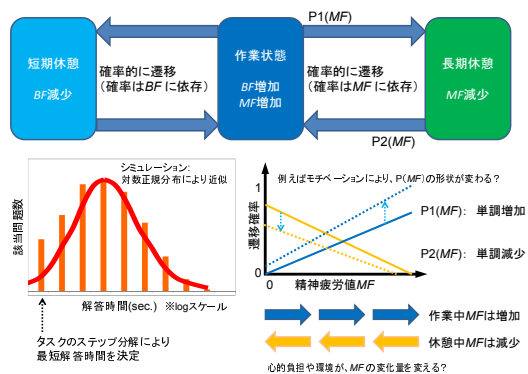 P1(MF)
短期休憩
BF減少
確率的に遷移
（確率はBF に依存）
作業状態
BF増加
MF増加
確率的に遷移
（確率はMF に依存）
長期休憩
MF減少
P2(MF)
シミュレーション:
対数正規分布により近似
該当問題数
解答時間(sec.) ※logスケール
タスクのステップ分解により
最短解答時間を決定
例えばモチベーションにより、P(MF)の形状が変わる?
1
遷移確率
0
0
精神疲労値MF
P1(MF): 単調増加
P2(MF): 単調減少
作業中MFは増加
休憩中MFは減少
心的負担や環境が、MFの変化量を変える?